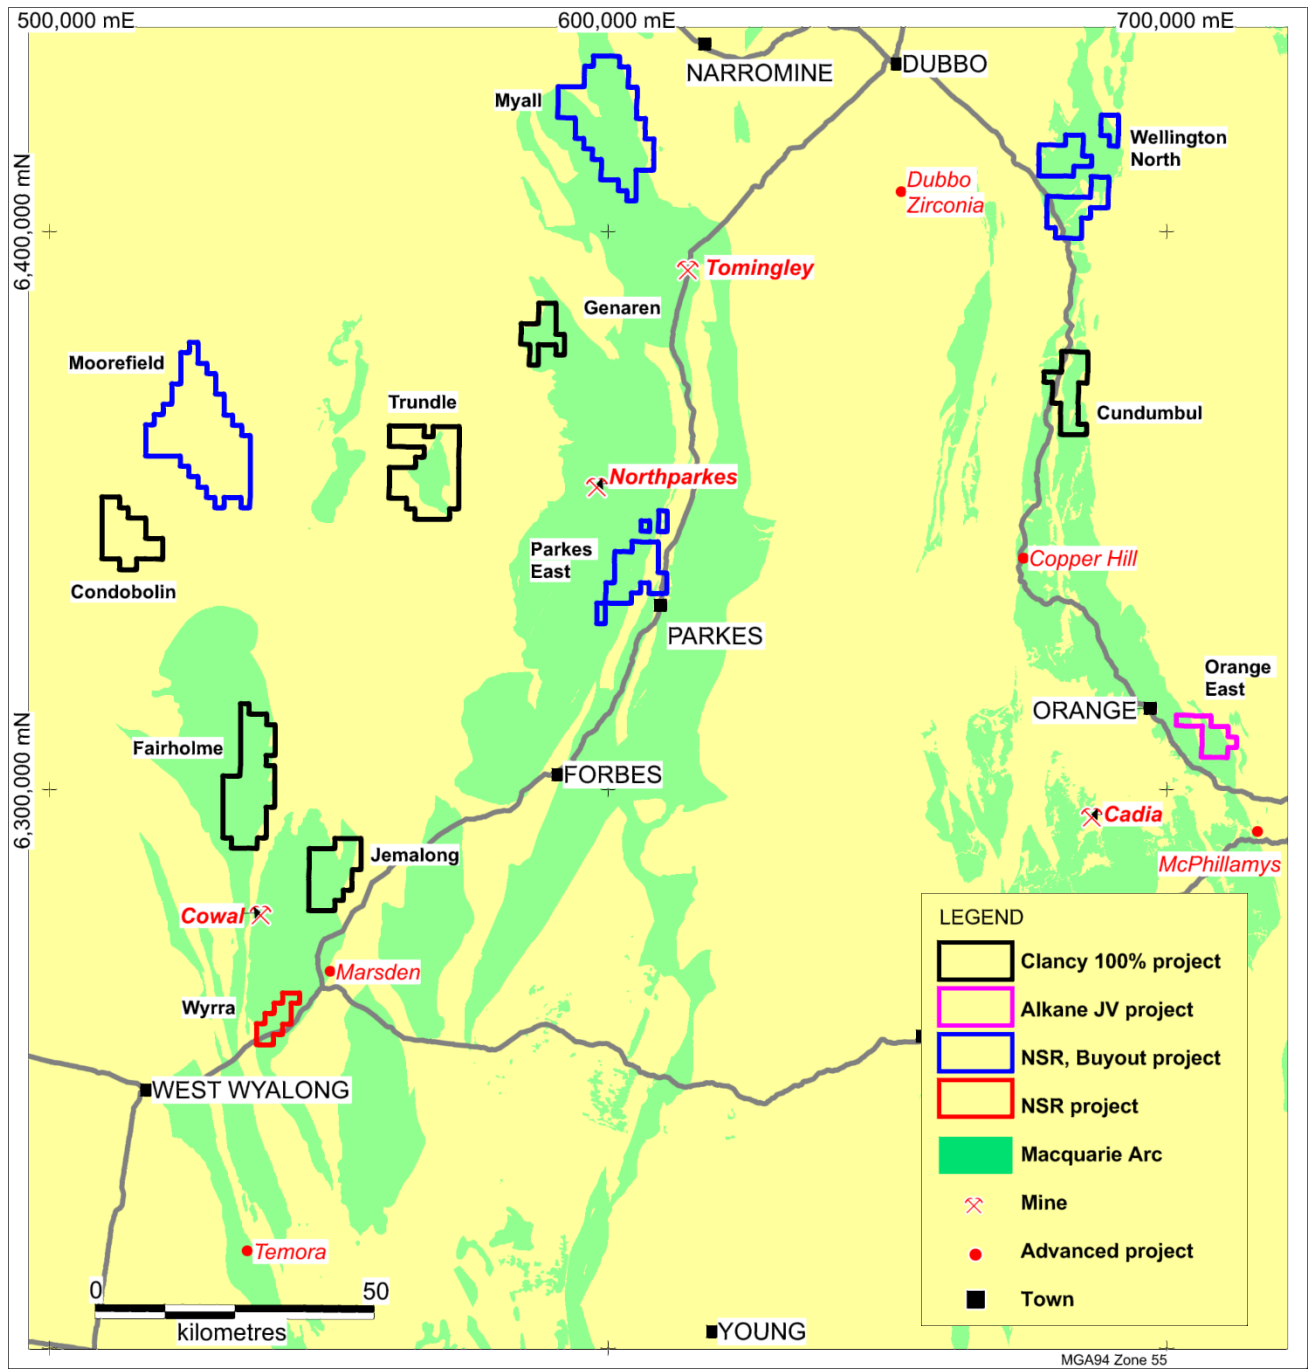 500,000 mE
600,000 mE
700,000 mE
NARROMINE
DUBBO
Myall
Wellington
North
6,400,000 mN
Dubbo
Zirconia
Tomingley
Genaren
Moorefield
Trundle
Cundumbul
Northparkes
Parkes
East
Copper Hill
Condobolin
PARKES
Orange
East
ORANGE
Fairholme
6,300,000 mN
FORBES
Cadia
McPhillamys
Jemalong
Cowal
Marsden
Wyrra
WEST WYALONG
Temora
0
50
kilometres
YOUNG
LEGEND
Clancy 100% project
Alkane JV project
NSR, Buyout project
NSR project
Macquarie Arc
Mine
Advanced project
Town
MGA94 Zone 55